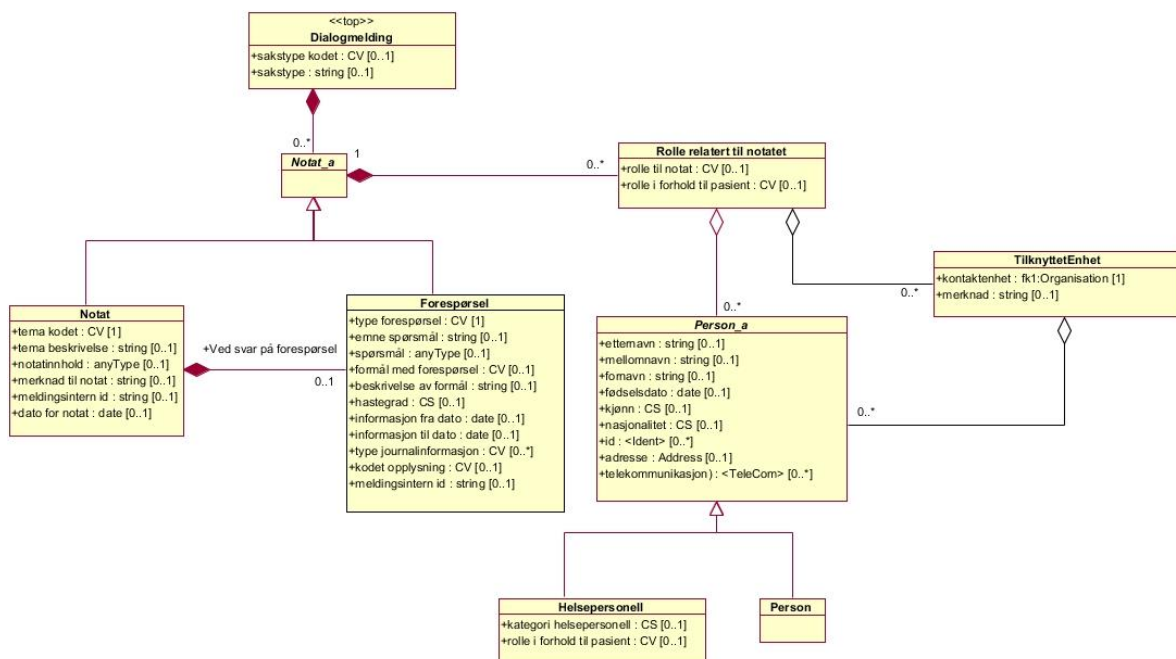 <<top>>
Dialogmelding
+sakstype kodet : CV [0..1]
+sakstype : string [0..1]
0..*
Notat_a
1
0..*
Rolle relatert til notatet
+rolle til notat : CV [0..1]
+rolle i forhold til pasient : CV [0..1]
TilknyttetEnhet
+kontaktenhet : fk1:Organisation [1]
+merknad : string [0..1]
0..*
Notat
+tema kodet : CV [1]
+tema beskrivelse : string [0..1]
+notatinnhold : anyType [0..1]
+merknad til notat : string [0..1]
+meldingsintern id : string [0..1]
+dato for notat : date [0..1]
+Ved svar på forespørsel
0..1
Forespørsel
+type forespørsel : CV [1]
+emne spørsmål : string [0..1]
+spørsmål : anyType [0..1]
+formål med forespørsel : CV [0..1]
+beskrivelse av formål : string [0..1]
+hastegrad : CS [0..1]
+informasjon fra dato : date [0..1]
+informasjon til dato : date [0..1]
+type journalinformasjon : CV [0..*]
+kodet opplysning : CV [0..1]
+meldingsintern id : string [0..1]
0..*
Person_a
+etternavn : string [0..1]
+mellomnavn : string [0..1]
+fornavn : string [0..1]
+fødselsdato : date [0..1]
+kjønn : CS [0..1]
+nasjonalitet : CS [0..1]
+id : <Ident> [0..*]
+adresse : Address [0..1]
+telekommunikasjon) : <TeleCom> [0..*]
0..*
Helsepersonell
+kategori helsepersonell : CS [0..1]
+rolle i forhold til pasient : CV [0..1]
Person